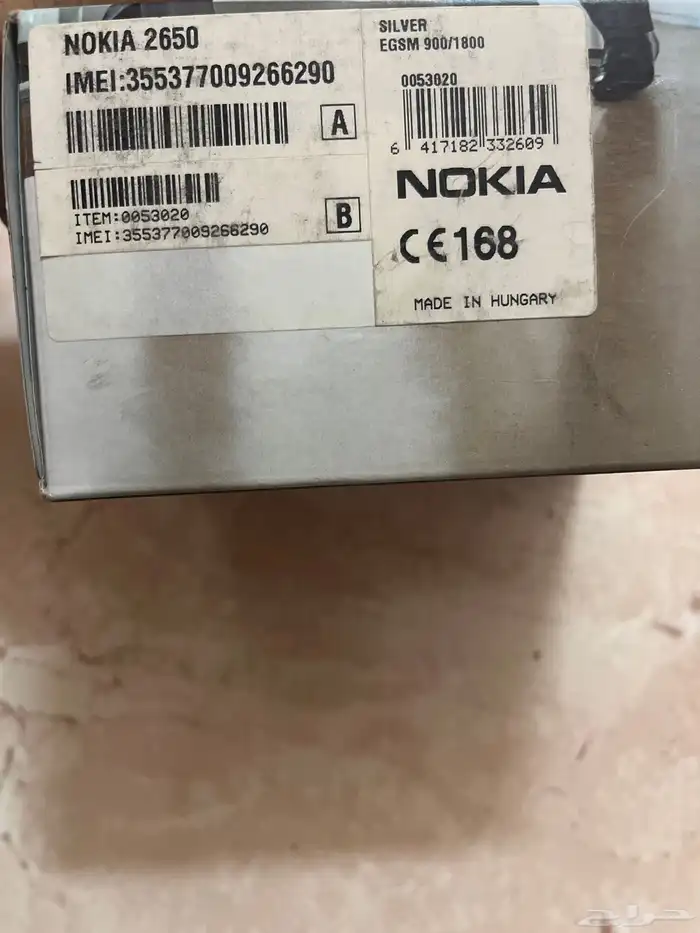 NOKIA 2650
IMEI:355377009266290
A
ITEM:0053020
IMEI:355377009266290
B
SILVER
EGSM 900/1800
0053020
6 417182 332609
NOKIA
CE168
MADE IN HUNGARY
حراج